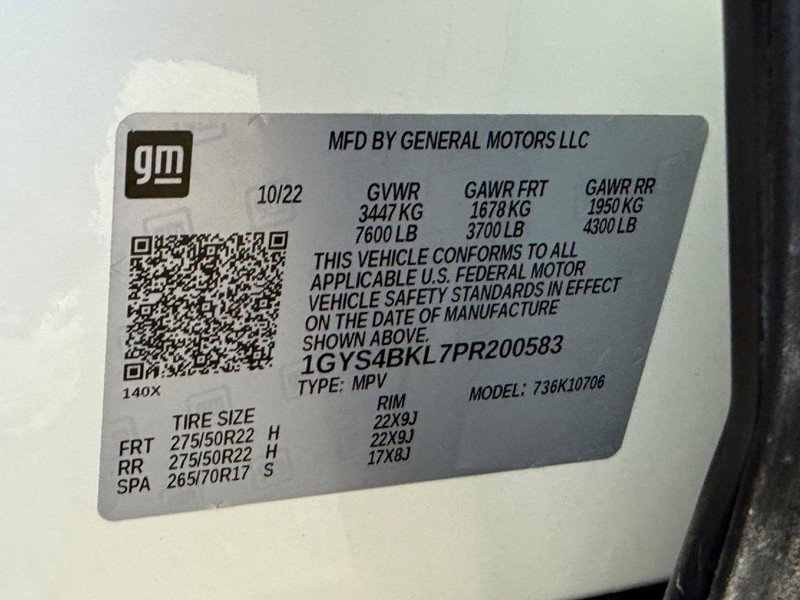 gm
MFD BY GENERAL MOTORS LLC
10/22 GVWR GAWR FRT GAWR RR
3447 KG 1678 KG 1950 KG
7600 LB 3700 LB 4300 LB
THIS VEHICLE CONFORMS TO ALL
APPLICABLE U.S. FEDERAL MOTOR
VEHICLE SAFETY STANDARDS IN EFFECT
ON THE DATE OF MANUFACTURE
SHOWN ABOVE.
1GYS4BKL7PR200583
140X
TYPE: MPV MODEL: 736K10706
TIRE SIZE RIM
FRT 275/50R22 H 22X9J
RR 275/50R22 H 22X9J
SPA 265/70R17 S 17X8J